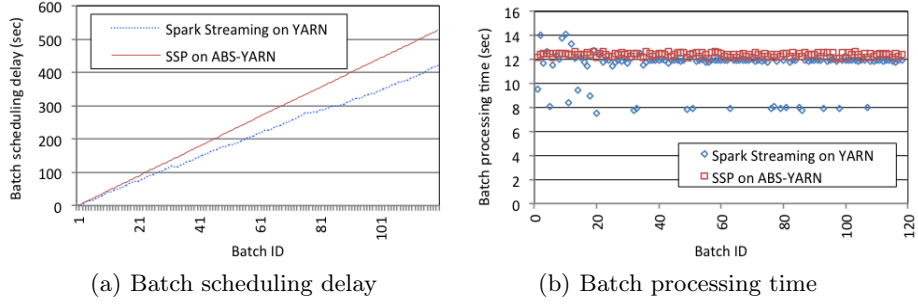 600
500
400
300
200
100
0
Batch scheduling delay (sec)
Spark Streaming on YARN
SSP on ABS-YARN
1
21
41
61
81
101
Batch ID
(a) Batch scheduling delay
16
14
12
10
8
6
4
2
0
Batch processing time (sec)
Spark Streaming on YARN
SSP on ABS-YARN
0
20
40
60
80
100
120
Batch ID
(b) Batch processing time